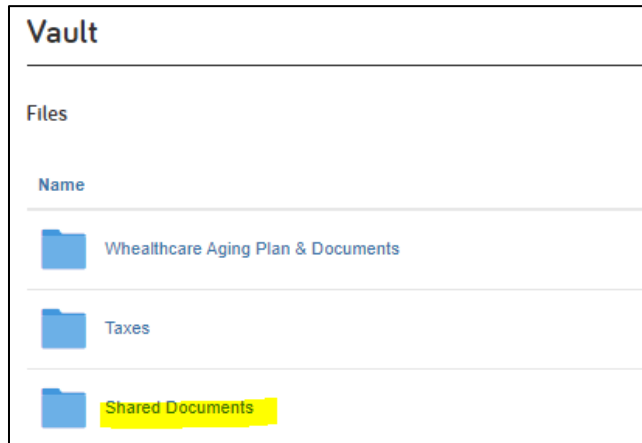 Vault
Files
Name
Whealthcare Aging Plan & Documents
Taxes
Shared Documents